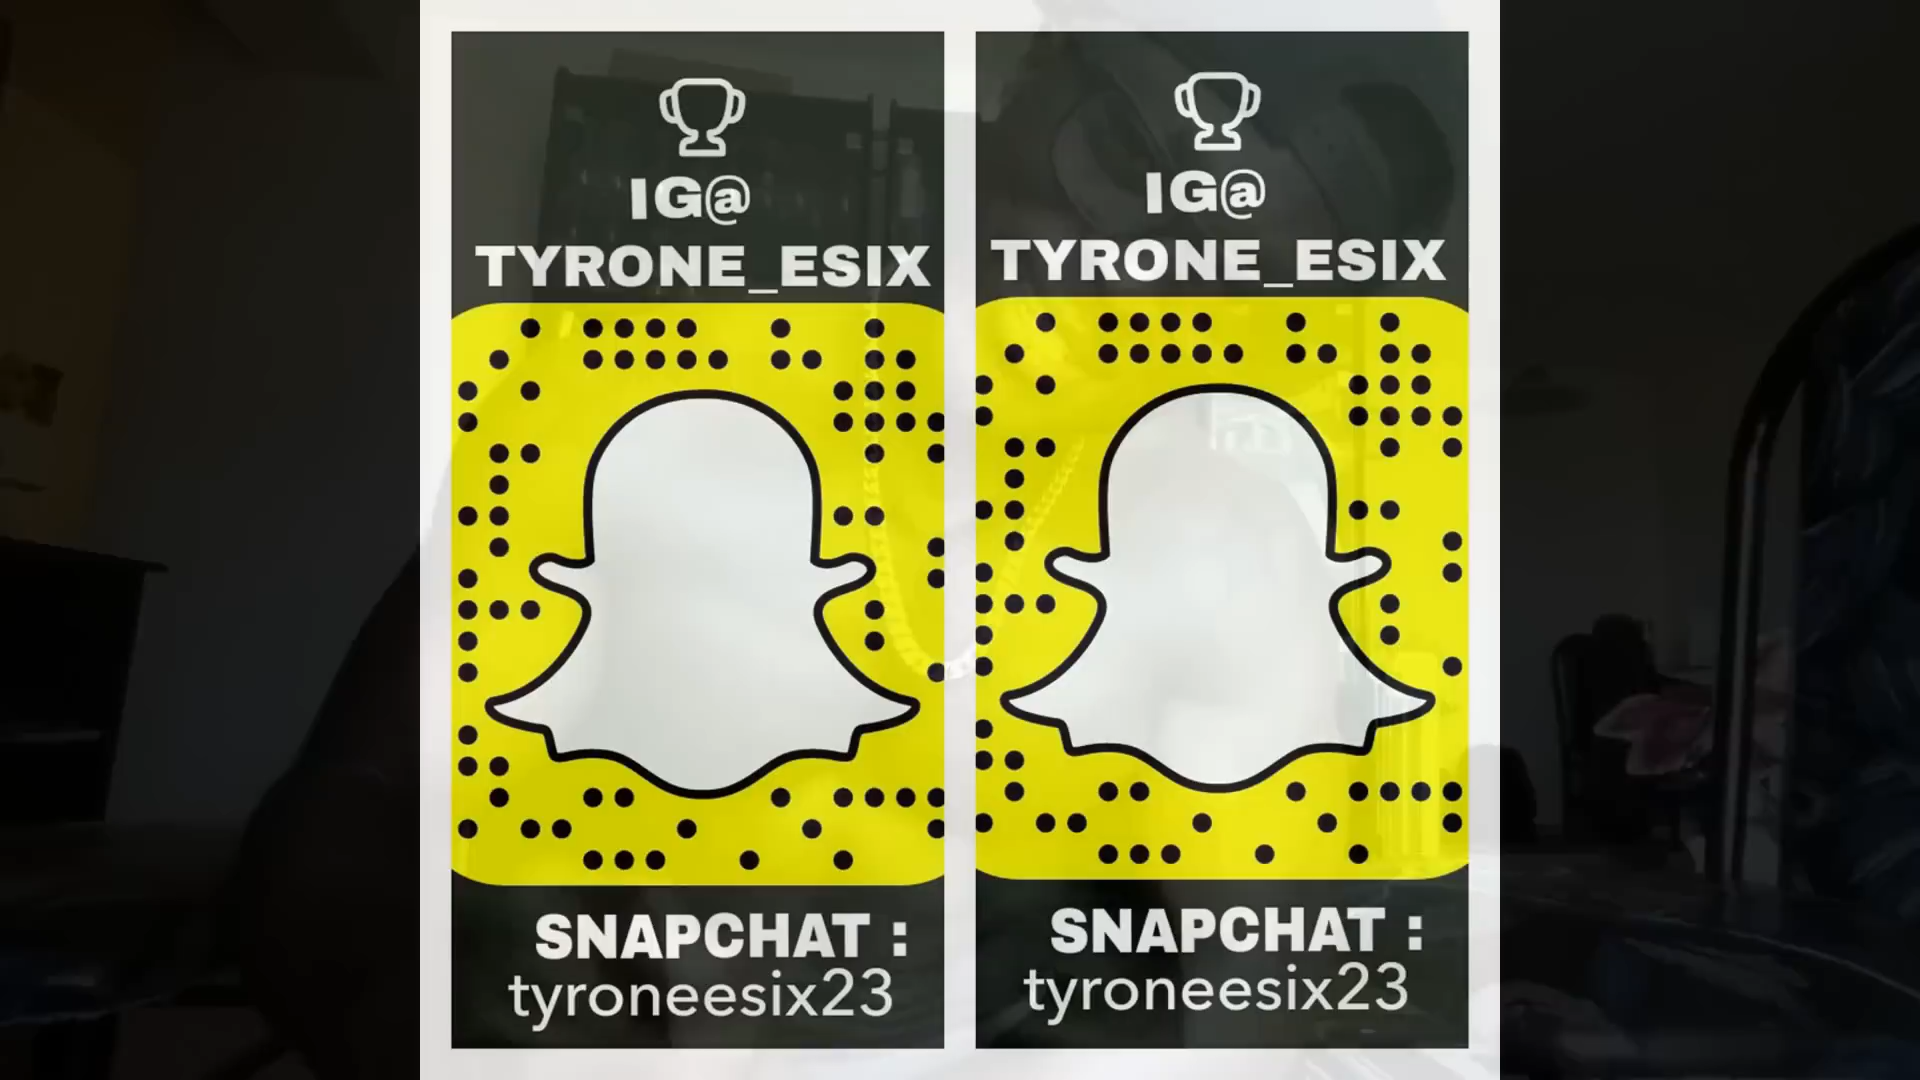 IG@
TYRONE_ESIX
SNAPCHAT :
tyroneesix23
IG@
TYRONE_ESIX
SNAPCHAT :
tyroneesix23